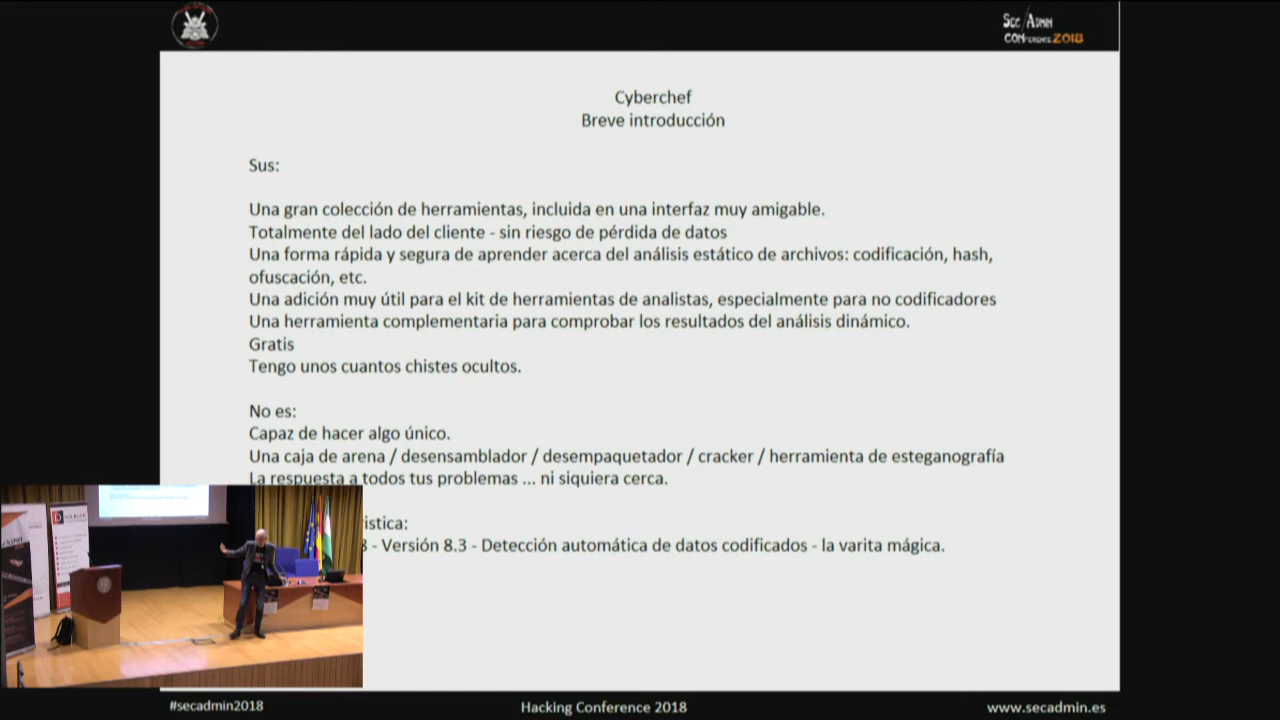 Sec/Admin
Conference 2018
Cyberchef
Breve introducción
Sus:
Una gran colección de herramientas, incluida en una interfaz muy amigable.
Totalmente del lado del cliente - sin riesgo de pérdida de datos
Una forma rápida y segura de aprender acerca del análisis estático de archivos: codificación, hash,
ofuscación, etc.
Una adición muy útil para el kit de herramientas de analistas, especialmente para no codificadores
Una herramienta complementaria para comprobar los resultados del análisis dinámico.
Gratis
Tengo unos cuantos chistes ocultos.
No es:
Capaz de hacer algo único.
Una caja de arena / desensamblador / desempaquetador / cracker / herramienta de esteganografía
La respuesta a todos tus problemas ... ni siquiera cerca.
ística:
- Versión 8.3 - Detección automática de datos codificados - la varita mágica.
#secadmin2018
Hacking Conference 2018
www.secadmin.es